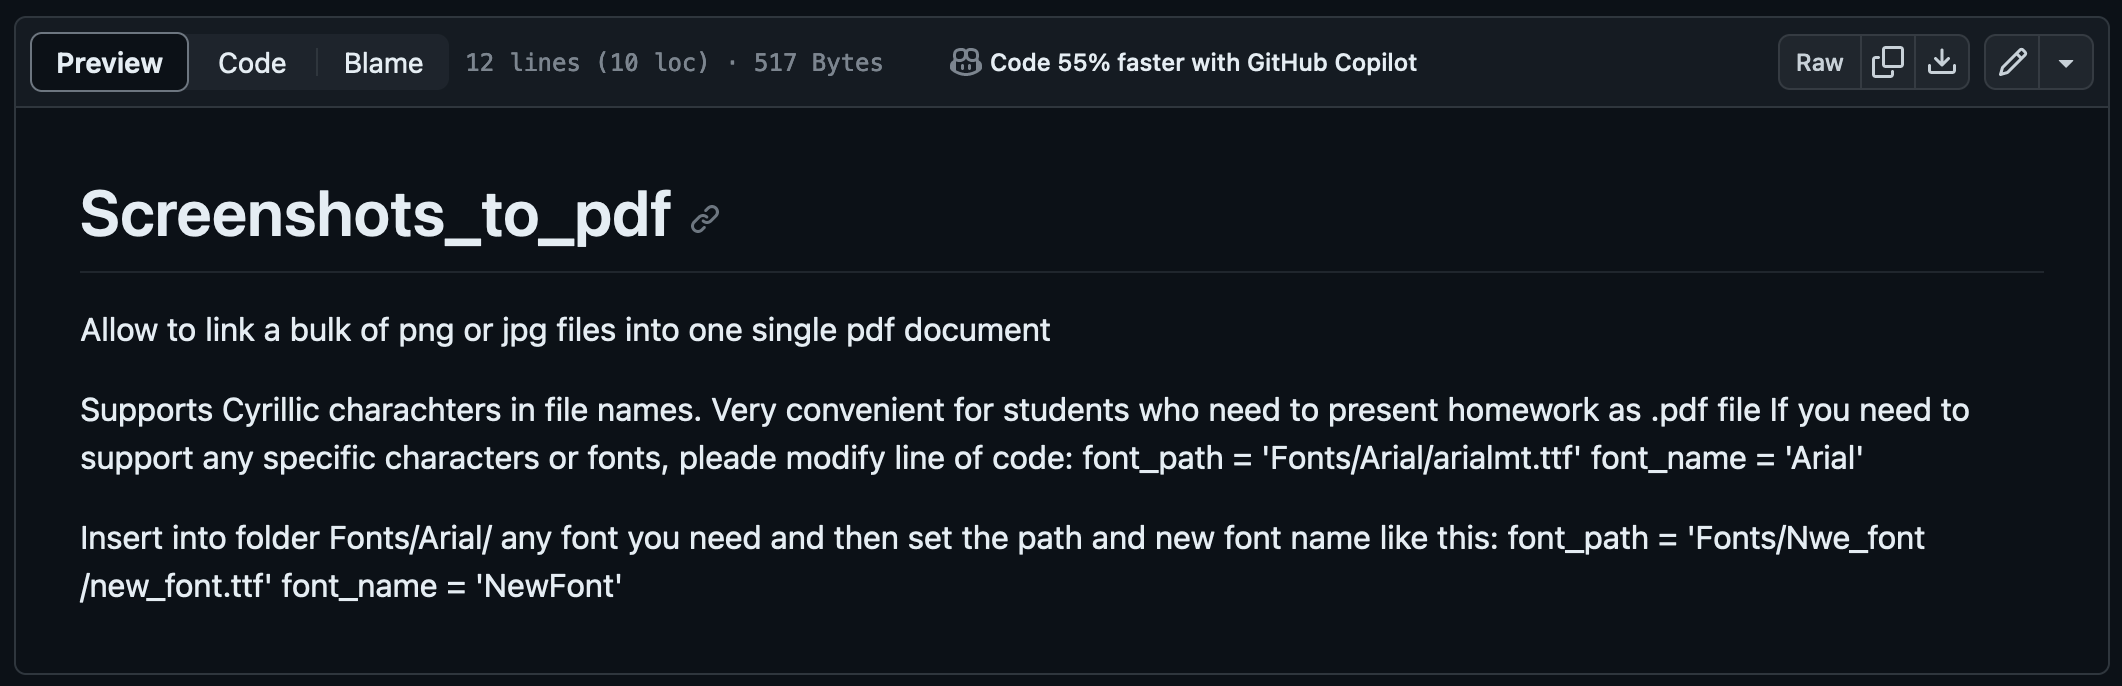 Preview Code Blame 12 lines (10 loc) · 517 Bytes Code 55% faster with GitHub Copilot Raw
Screenshots_to_pdf
Allow to link a bulk of png or jpg files into one single pdf document
Supports Cyrillic charachters in file names. Very convenient for students who need to present homework as .pdf file If you need to
support any specific characters or fonts, pleade modify line of code: font_path = 'Fonts/Arial/arialmt.ttf' font_name = 'Arial'
Insert into folder Fonts/Arial/ any font you need and then set the path and new font name like this: font_path = 'Fonts/Nwe_font
/new_font.ttf' font_name = 'NewFont'